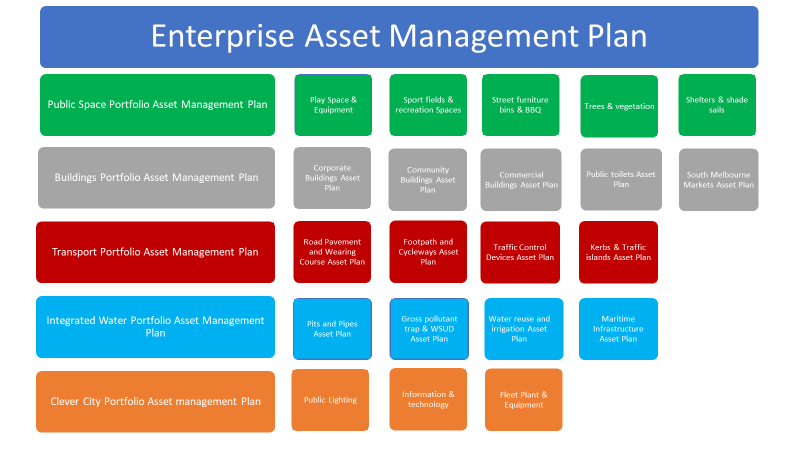 Enterprise Asset Management Plan
Public Space Portfolio Asset Management Plan
Play Space &
Equipment
Sport fields &
recreation Spaces
Street furniture
bins & BBQ
Trees & vegetation
Shelters & shade
sails
Buildings Portfolio Asset Management Plan
Corporate
Buildings Asset
Plan
Community
Buildings Asset
Plan
Commercial
Buildings Asset Plan
Public toilets Asset
Plan
South Melbourne
Markets Asset Plan
Transport Portfolio Asset Management Plan
Road Pavement
and Wearing
Course Asset Plan
Footpath and
Cycleways Asset
Plan
Traffic Control
Devices Asset Plan
Kerbs & Traffic
islands Asset Plan
Integrated Water Portfolio Asset Management
Plan
Pits and Pipes
Asset Plan
Gross pollutant
trap & WSUD
Asset Plan
Water reuse and
irrigation Asset
Plan
Maritime
Infrastructure
Asset Plan
Clever City Portfolio Asset management Plan
Public Lighting
Information &
technology
Fleet Plant &
Equipment